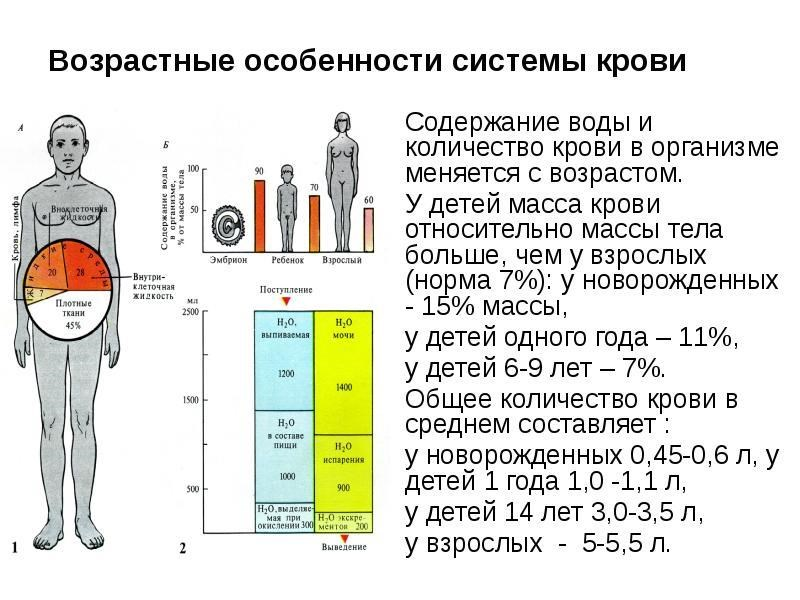 Возрастные особенности системы крови
А
Внеклеточная
жидкость
Кровь, лимфа
Жидкие среды
20
28
7
Плотные
ткани
45%
Внутри-
клеточная
жидкость
1
Б
Содержание воды
в организме,
% от массы тела
100
50
90
70
60
Эмбрион
Ребенок
Взрослый
Поступление
мл
2500
1500
500
H₂O,
выпиваемая
1200
H₂O
в составе
пищи
1000
H₂O,выделяе-
мая при
окислении300
H₂O
мочи
1400
H₂O
испарения
900
H₂O экскре-
ментов 200
Выведение
2
Содержание воды и
количество крови в организме
меняется с возрастом.
У детей масса крови
относительно массы тела
больше, чем у взрослых
(норма 7%): у новорожденных
- 15% массы,
у детей одного года – 11%,
у детей 6-9 лет – 7%.
Общее количество крови в
среднем составляет :
у новорожденных 0,45-0,6 л, у
детей 1 года 1,0 -1,1 л,
у детей 14 лет 3,0-3,5 л,
у взрослых - 5-5,5 л.